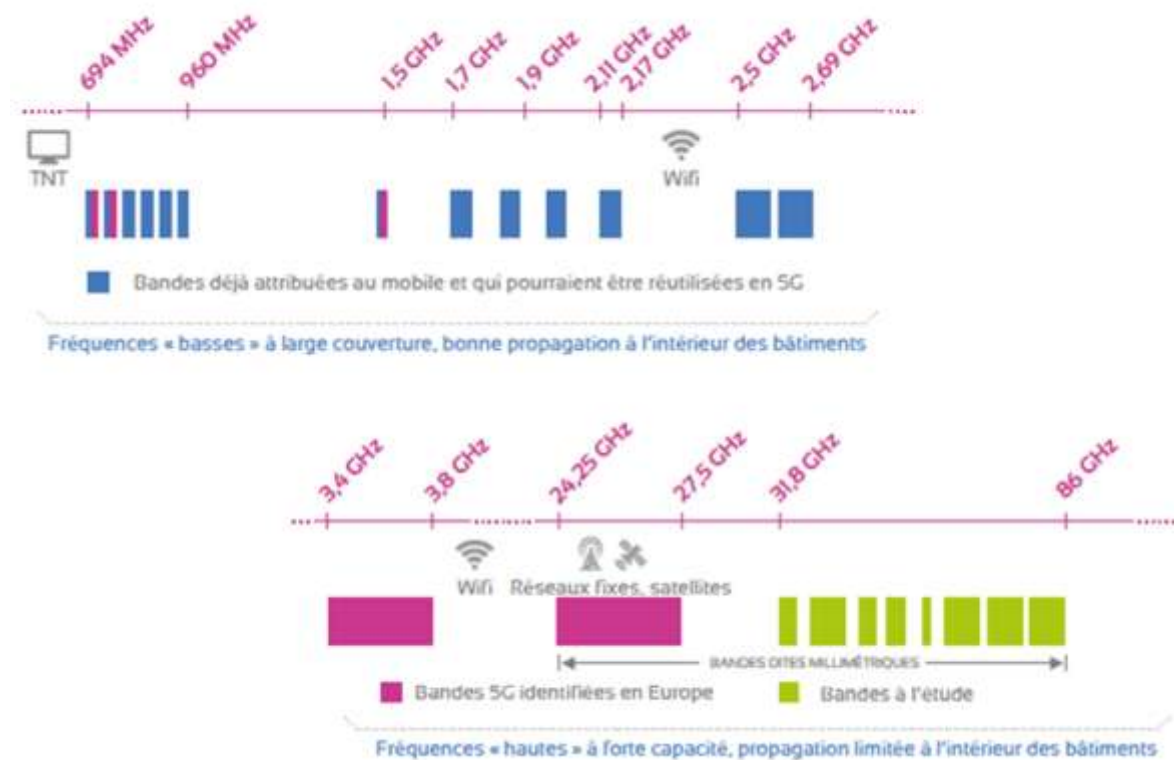 694 MHz
960 MHz
1,5 GHz
1,7 GHz
1,9 GHz
2,11 GHz
2,17 GHz
2,5 GHz
2,69 GHz
TNT
Wifi
Bandes déjà attribuées au mobile et qui pourraient être réutilisées en 5G
Fréquences « basses » à large couverture, bonne propagation à l'intérieur des bâtiments
3,4 GHz
3,8 GHz
24,25 GHz
27,5 GHz
31,8 GHz
86 GHz
Wifi
Réseaux fixes, satellites
BANDES DITES MILLIMÉTRIQUES
Bandes 5G identifiées en Europe
Bandes à l'étude
Fréquences « hautes » à forte capacité, propagation limitée à l'intérieur des bâtiments